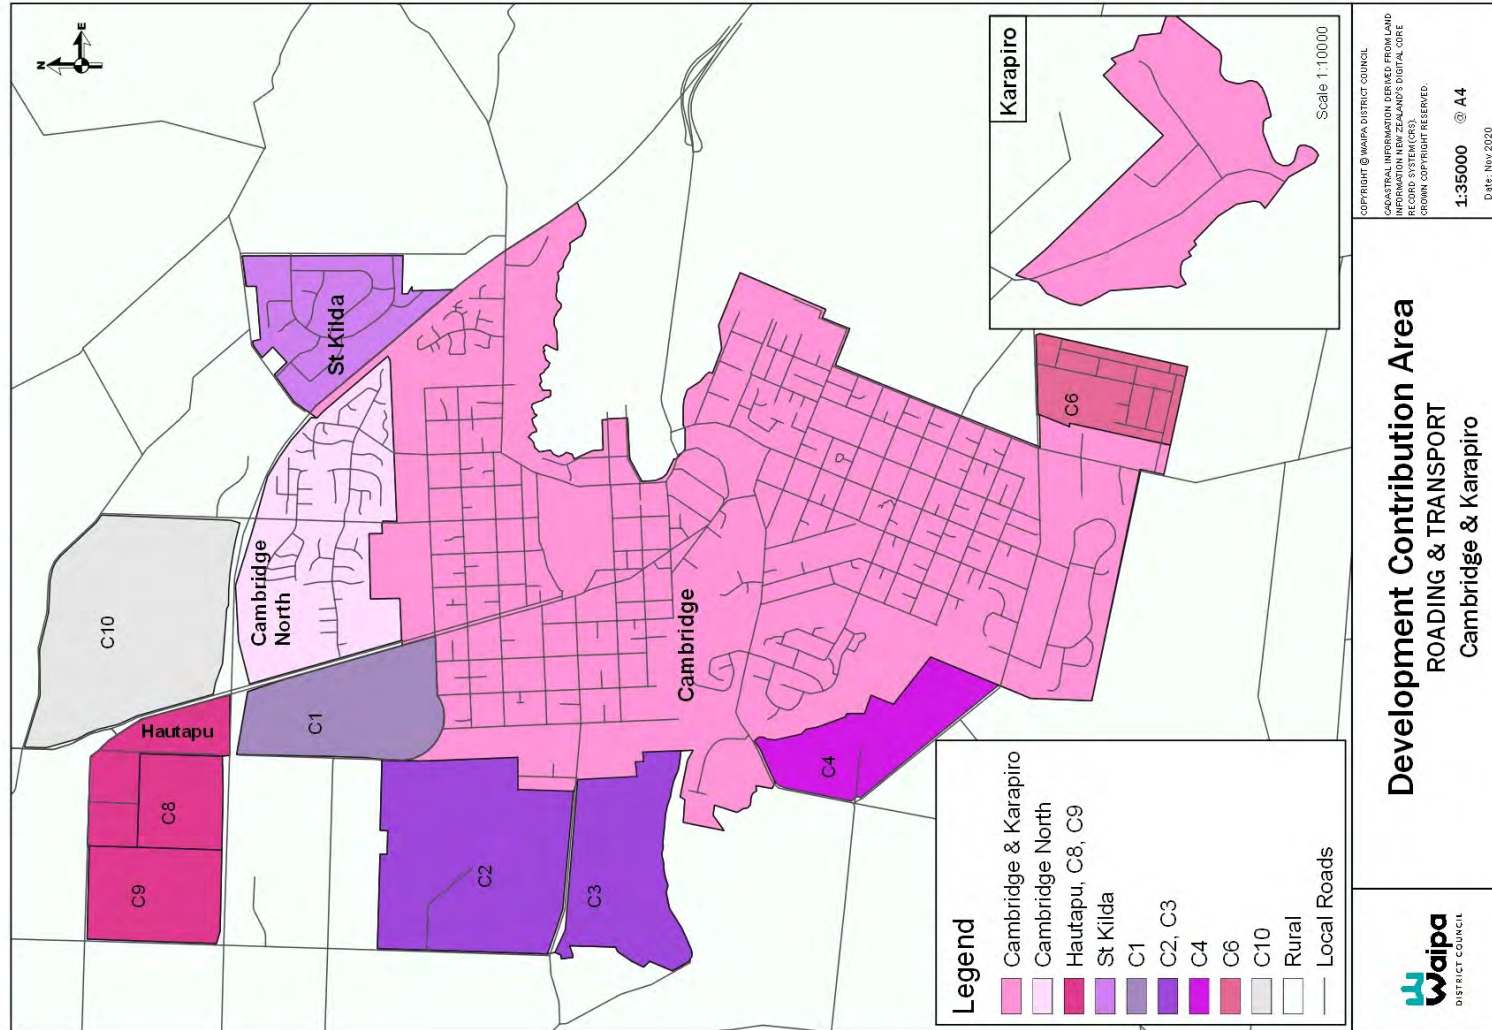 N
E
C10
Hautapu
C9
C8
C1
Cambridge
North
St Kilda
C2
C3
Cambridge
C4
C6
Karapiro
Scale 1:10000
Legend
Cambridge & Karapiro
Cambridge North
Hautapu, C8, C9
St Kilda
C1
C2, C3
C4
C6
C10
Rural
Local Roads
Waipa
DISTRICT COUNCIL
Development Contribution Area
ROADING & TRANSPORT
Cambridge & Karapiro
COPYRIGHT © WAIPA DISTRICT COUNCIL
CADASTRAL INFORMATION DERIVED FROM LAND
INFORMATION NEW ZEALAND'S DIGITAL CORE
RECORD SYSTEM (CRS).
CROWN COPYRIGHT RESERVED.
1:35000 @ A4
Date: Nov 2020